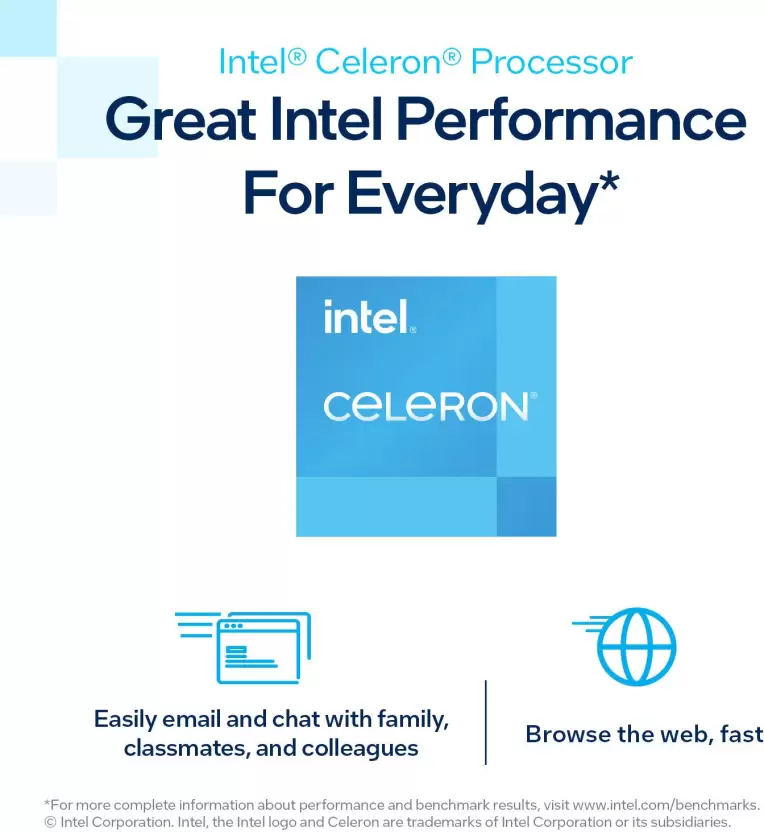 Intel® Celeron® Processor
Great Intel Performance
For Everyday*
intel®
CELERON®
Easily email and chat with family,
classmates, and colleagues
Browse the web, fast
*For more complete information about performance and benchmark results, visit www.intel.com/benchmarks.
© Intel Corporation. Intel, the Intel logo and Celeron are trademarks of Intel Corporation or its subsidiaries.